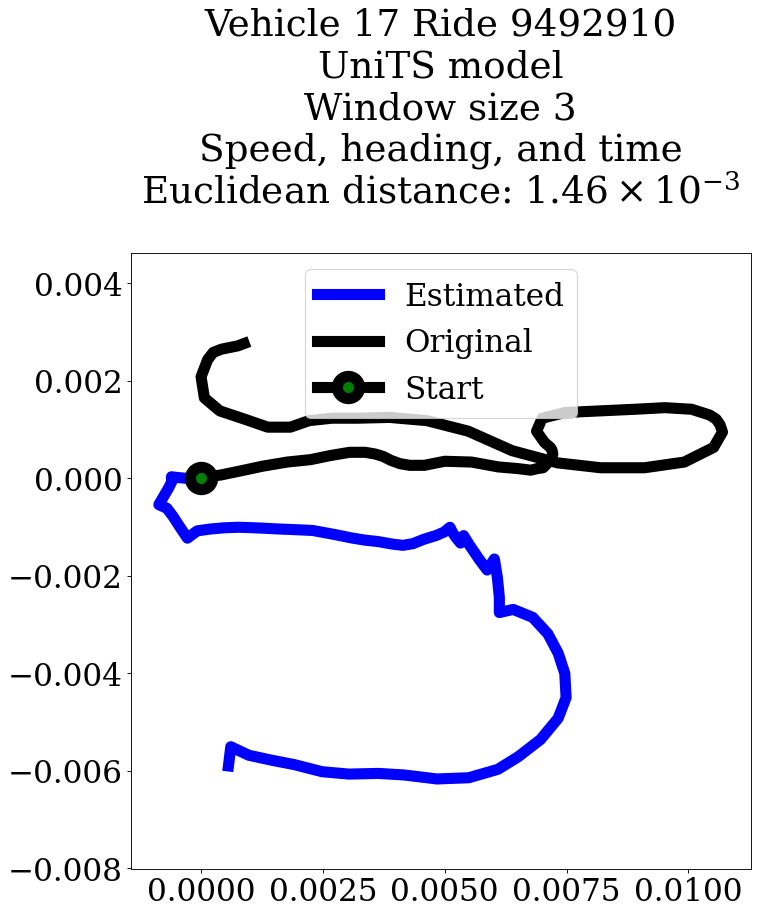 Vehicle 17 Ride 9492910
UniTS model
Window size 3
Speed, heading, and time
Euclidean distance: 1.46 × 10⁻³
Estimated
Original
Start
0.004
0.002
0.000
−0.002
−0.004
−0.006
−0.008
0.0000 0.0025 0.0050 0.0075 0.0100